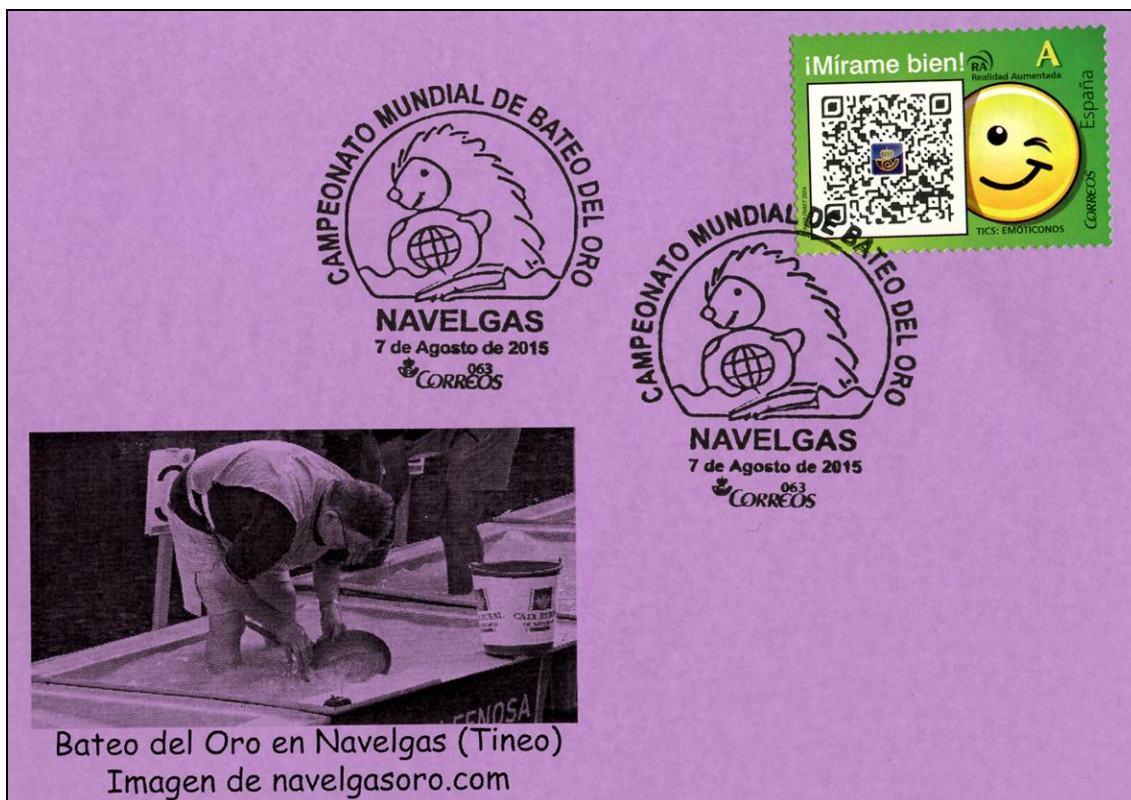 ¡Mírame bien!
RA
A
Realidad Aumentada
España
CORREOS
TICS: EMOTICONOS
CAMPEONATO MUNDIAL DE BATEO DEL ORO
NAVELGAS
7 de Agosto de 2015
063
CORREOS
CAMPEONATO MUNDIAL DE BATEO DEL ORO
NAVELGAS
7 de Agosto de 2015
063
CORREOS
CAJA
FENOSA
Bateo del Oro en Navelgas (Tineo)
Imagen de navelgasoro.com